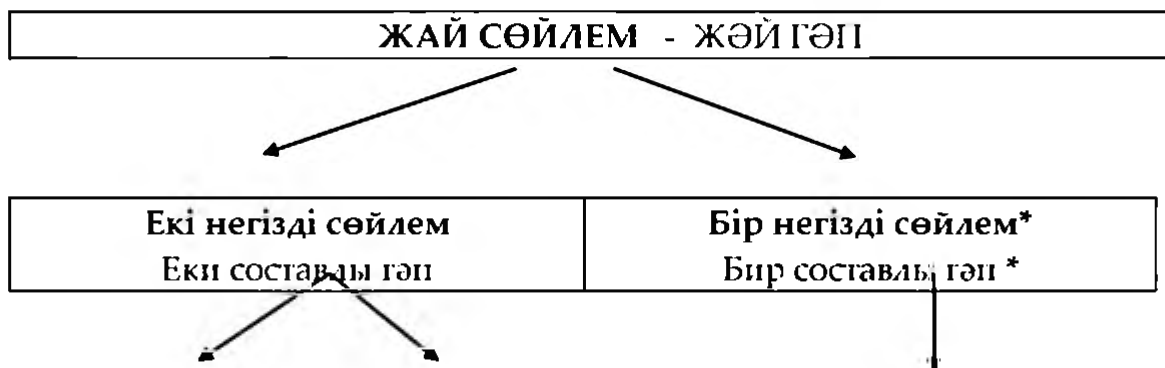 ЖАЙ СӨЙЛЕМ - ЖӘЙ ГӘП
Екі негізді сөйлем
Еки составлы гәп
Бір негізді сөйлем*
Бир составлы гәп *